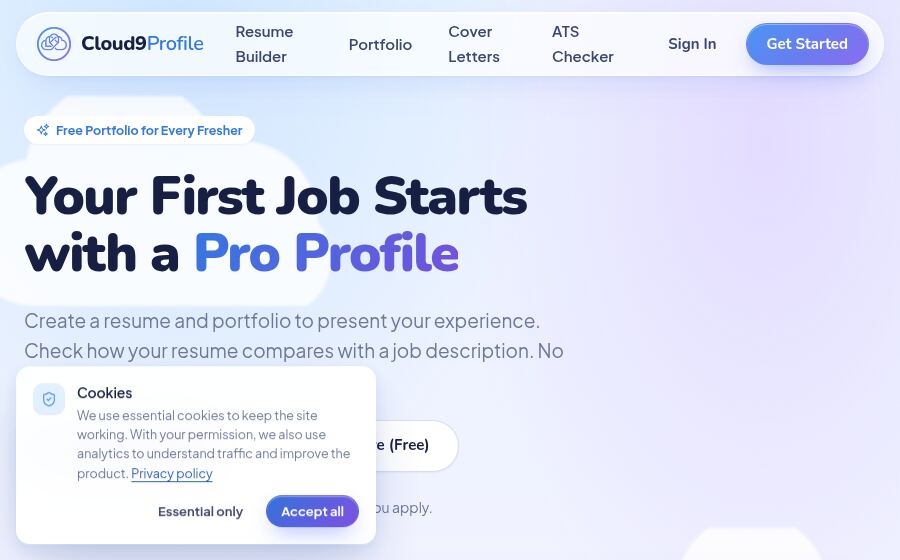 Cloud9Profile
Resume Builder
Portfolio
Cover Letters
ATS Checker
Sign In
Get Started
Free Portfolio for Every Fresher
Your First Job Starts
with a Pro Profile
Create a resume and portfolio to present your experience.
Check how your resume compares with a job description. No
(Free)
apply.
Cookies
We use essential cookies to keep the site
working. With your permission, we also use
analytics to understand traffic and improve the
product. Privacy policy
Essential only
Accept all